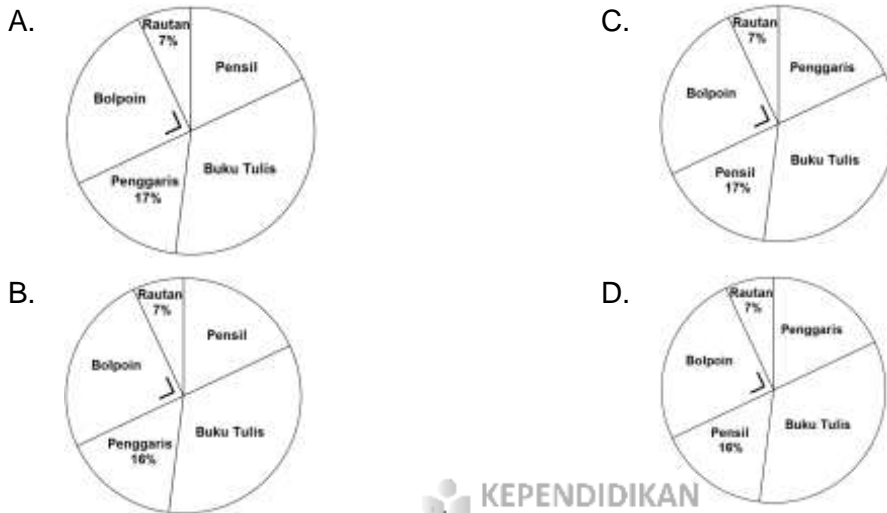 A.
Rautan
7%
Pensil
Bolpoin
Buku Tulis
Penggaris
17%
B.
Rautan
7%
Pensil
Bolpoin
Buku Tulis
Penggaris
16%
C.
Rautan
7%
Penggaris
Bolpoin
Buku Tulis
Pensil
17%
D.
Rautan
7%
Penggaris
Bolpoin
Buku Tulis
Pensil
16%
KEPENDIDIKAN